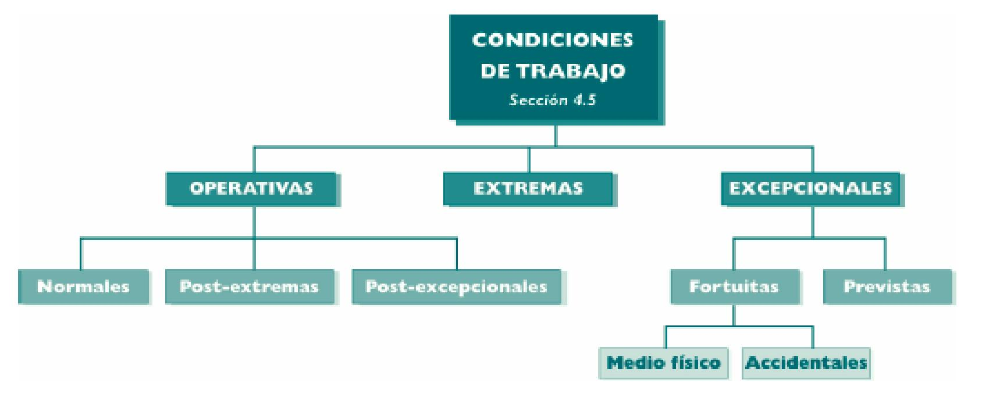 CONDICIONES
DE TRABAJO
Sección 4.5
OPERATIVAS
EXTREMAS
EXCEPCIONALES
Normales
Post-extremas
Post-excepcionales
Fortuitas
Previstas
Medio físico
Accidentales